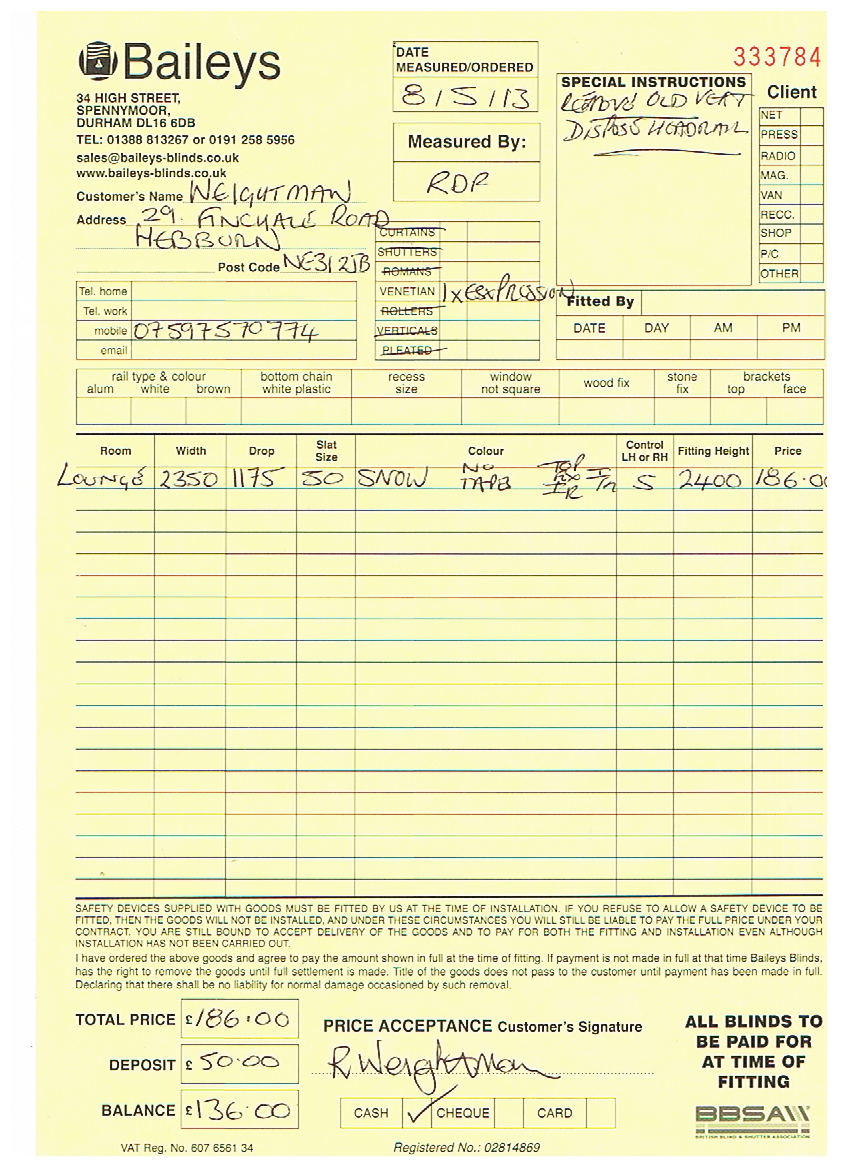 Baileys
34 HIGH STREET,
SPENNYMOOR,
DURHAM DL16 6DB
TEL: 01388 813267 or 0191 258 5956
sales@baileys-blinds.co.uk
www.baileys-blinds.co.uk
Customer's Name WEIGHTMAN
Address 29. FINCHALE ROAD
HEBBURN
Post Code NE31 2JB
Tel. home
Tel. work
mobile 07597570774
email
DATE
MEASURED/ORDERED
8/5/13
Measured By:
RDP
CURTAINS
SHUTTERS
ROMANS
VENETIAN 1 x EXPRESSION
ROLLERS
VERTICALS
PLEATED
333784
SPECIAL INSTRUCTIONS
REMOVE OLD VERT
DISPOSE HEADRAIL
Client
NET
PRESS
RADIO
MAG.
VAN
RECC.
SHOP
P/C
OTHER
Fitted By
DATE DAY AM PM
rail type & colour
alum white brown
bottom chain
white plastic
recess
size
window
not square
wood fix
stone
fix
brackets
top face
Room Width Drop Slat Size Colour Control LH or RH Fitting Height Price
LOUNGE 2350 1175 50 SNOW NO TAPE TOP S 2400 186.00
SAFETY DEVICES SUPPLIED WITH GOODS MUST BE FITTED BY US AT THE TIME OF INSTALLATION. IF YOU REFUSE TO ALLOW A SAFETY DEVICE TO BE
FITTED, THEN THE GOODS WILL NOT BE INSTALLED, AND UNDER THESE CIRCUMSTANCES YOU WILL STILL BE LIABLE TO PAY THE FULL PRICE UNDER YOUR
CONTRACT. YOU ARE STILL BOUND TO ACCEPT DELIVERY OF THE GOODS AND TO PAY FOR BOTH THE FITTING AND INSTALLATION EVEN ALTHOUGH
INSTALLATION HAS NOT BEEN CARRIED OUT.
I have ordered the above goods and agree to pay the amount shown in full at the time of fitting. If payment is not made in full at that time Baileys Blinds,
has the right to remove the goods until full settlement is made. Title of the goods does not pass to the customer until payment has been made in full.
Declaring that there shall be no liability for normal damage occasioned by such removal.
TOTAL PRICE £186.00
DEPOSIT £50.00
BALANCE £136.00
PRICE ACCEPTANCE Customer's Signature
R Weightman
CASH ✓ CHEQUE CARD
ALL BLINDS TO
BE PAID FOR
AT TIME OF
FITTING
BBSA
BRITISH BLIND & SHUTTER ASSOCIATION
VAT Reg. No. 607 6561 34
Registered No.: 02814869